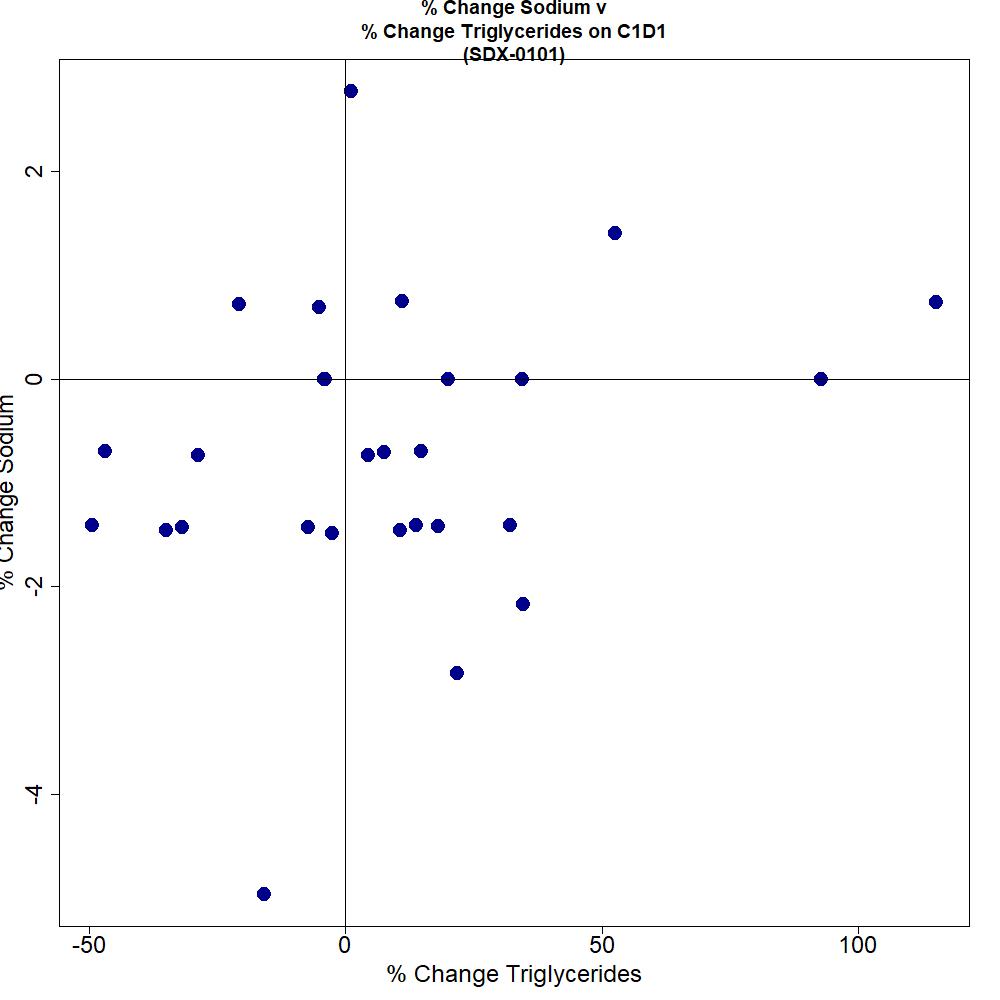 % Change Sodium v
% Change Triglycerides on C1D1
(SDX-0101)
% Change Sodium
2
0
-2
-4
-50
0
50
100
% Change Triglycerides